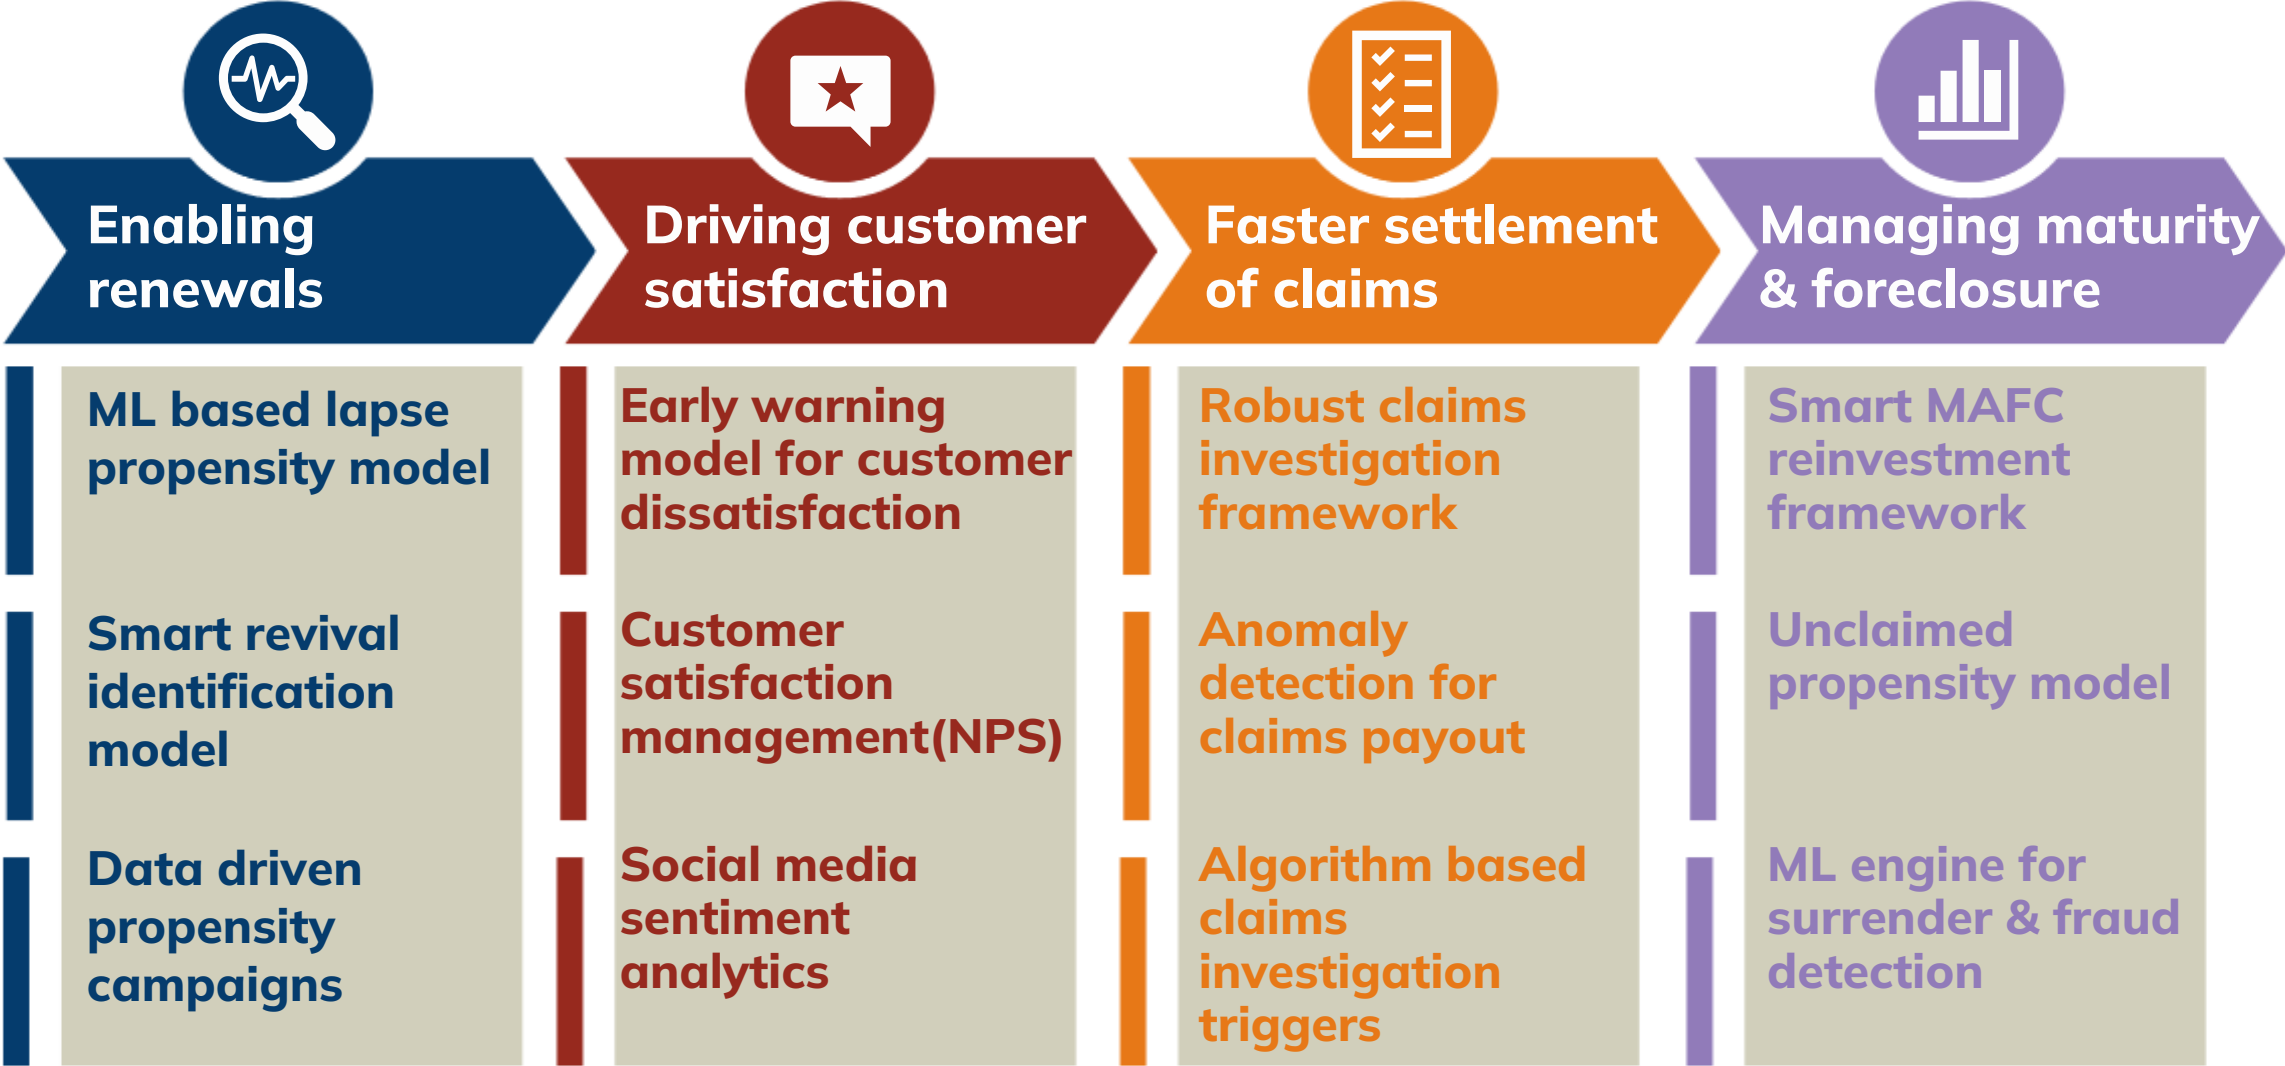 Enabling
renewals
ML based lapse
propensity model
Smart revival
identification
model
Data driven
propensity
campaigns
Driving customer
satisfaction
Early warning
model for customer
dissatisfaction
Customer
satisfaction
management(NPS)
Social media
sentiment
analytics
Faster settlement
of claims
Robust claims
investigation
framework
Anomaly
detection for
claims payout
Algorithm based
claims
investigation
triggers
Managing maturity
& foreclosure
Smart MAFC
reinvestment
framework
Unclaimed
propensity model
ML engine for
surrender & fraud
detection